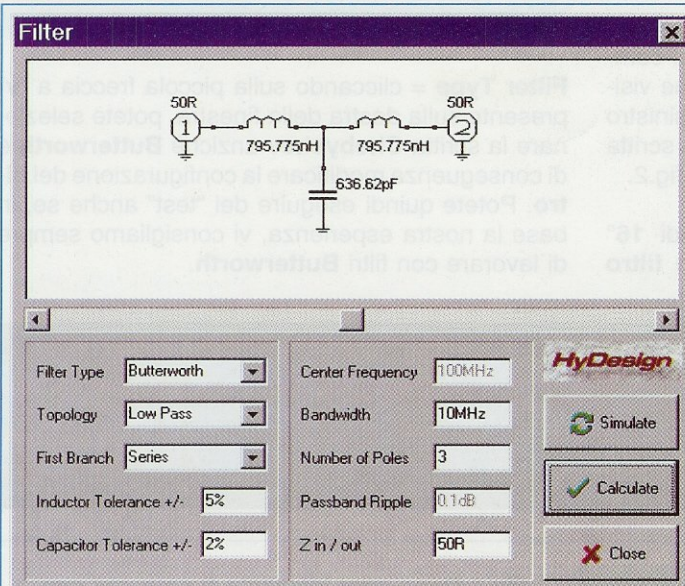 Filter
50R
1
795.775nH
795.775nH
50R
2
636.62pF
Filter Type Butterworth
Topology Low Pass
First Branch Series
Inductor Tolerance +/- 5%
Capacitor Tolerance +/- 2%
Center Frequency 100MHz
Bandwidth 10MHz
Number of Poles 3
Passband Ripple 0.1dB
Z in / out 50R
HyDesign
Simulate
Calculate
Close